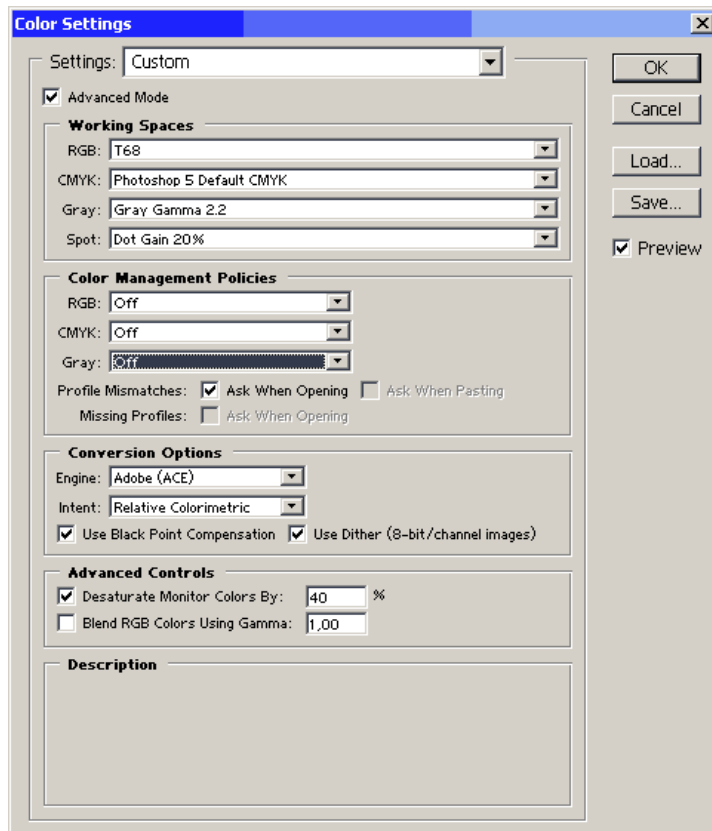 Color Settings
Settings: Custom
OK
Advanced Mode
Cancel
Working Spaces
RGB: T68
Load...
CMYK: Photoshop 5 Default CMYK
Gray: Gray Gamma 2.2
Save...
Spot: Dot Gain 20%
Preview
Color Management Policies
RGB: Off
CMYK: Off
Gray: Off
Profile Mismatches: Ask When Opening Ask When Pasting
Missing Profiles: Ask When Opening
Conversion Options
Engine: Adobe (ACE)
Intent: Relative Colorimetric
Use Black Point Compensation Use Dither (8-bit/channel images)
Advanced Controls
Desaturate Monitor Colors By: 40 %
Blend RGB Colors Using Gamma: 1,00
Description